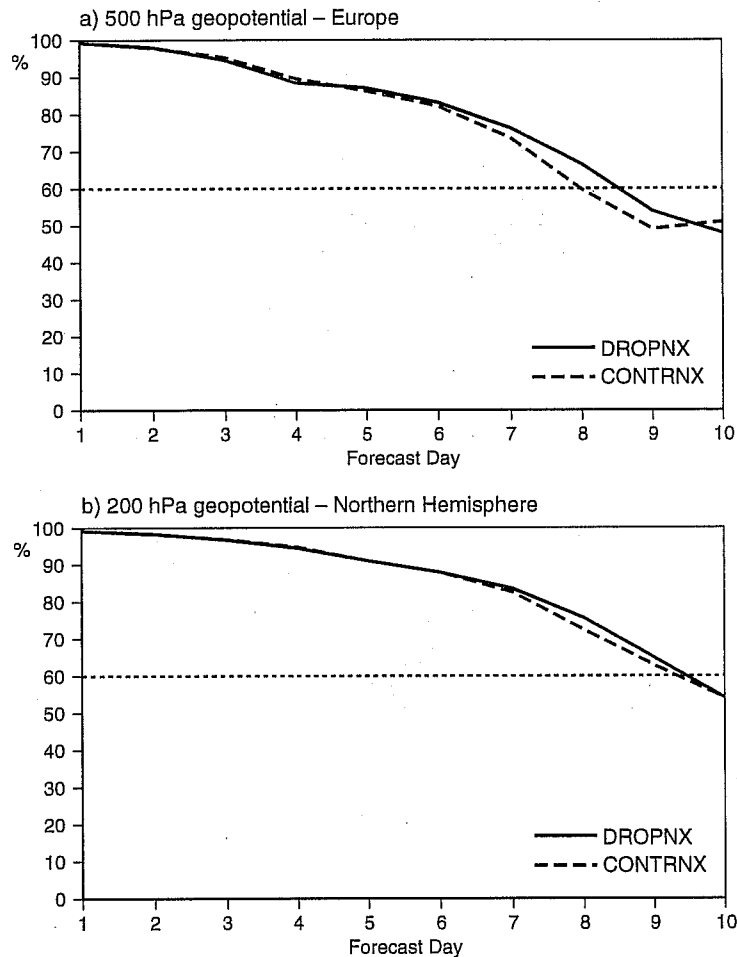 a) 500 hPa geopotential – Europe
%
100
90
80
70
60
50
40
30
20
10
0
DROPNX
CONTRNX
1 2 3 4 5 6 7 8 9 10
Forecast Day
b) 200 hPa geopotential – Northern Hemisphere
%
100
90
80
70
60
50
40
30
20
10
0
DROPNX
CONTRNX
1 2 3 4 5 6 7 8 9 10
Forecast Day